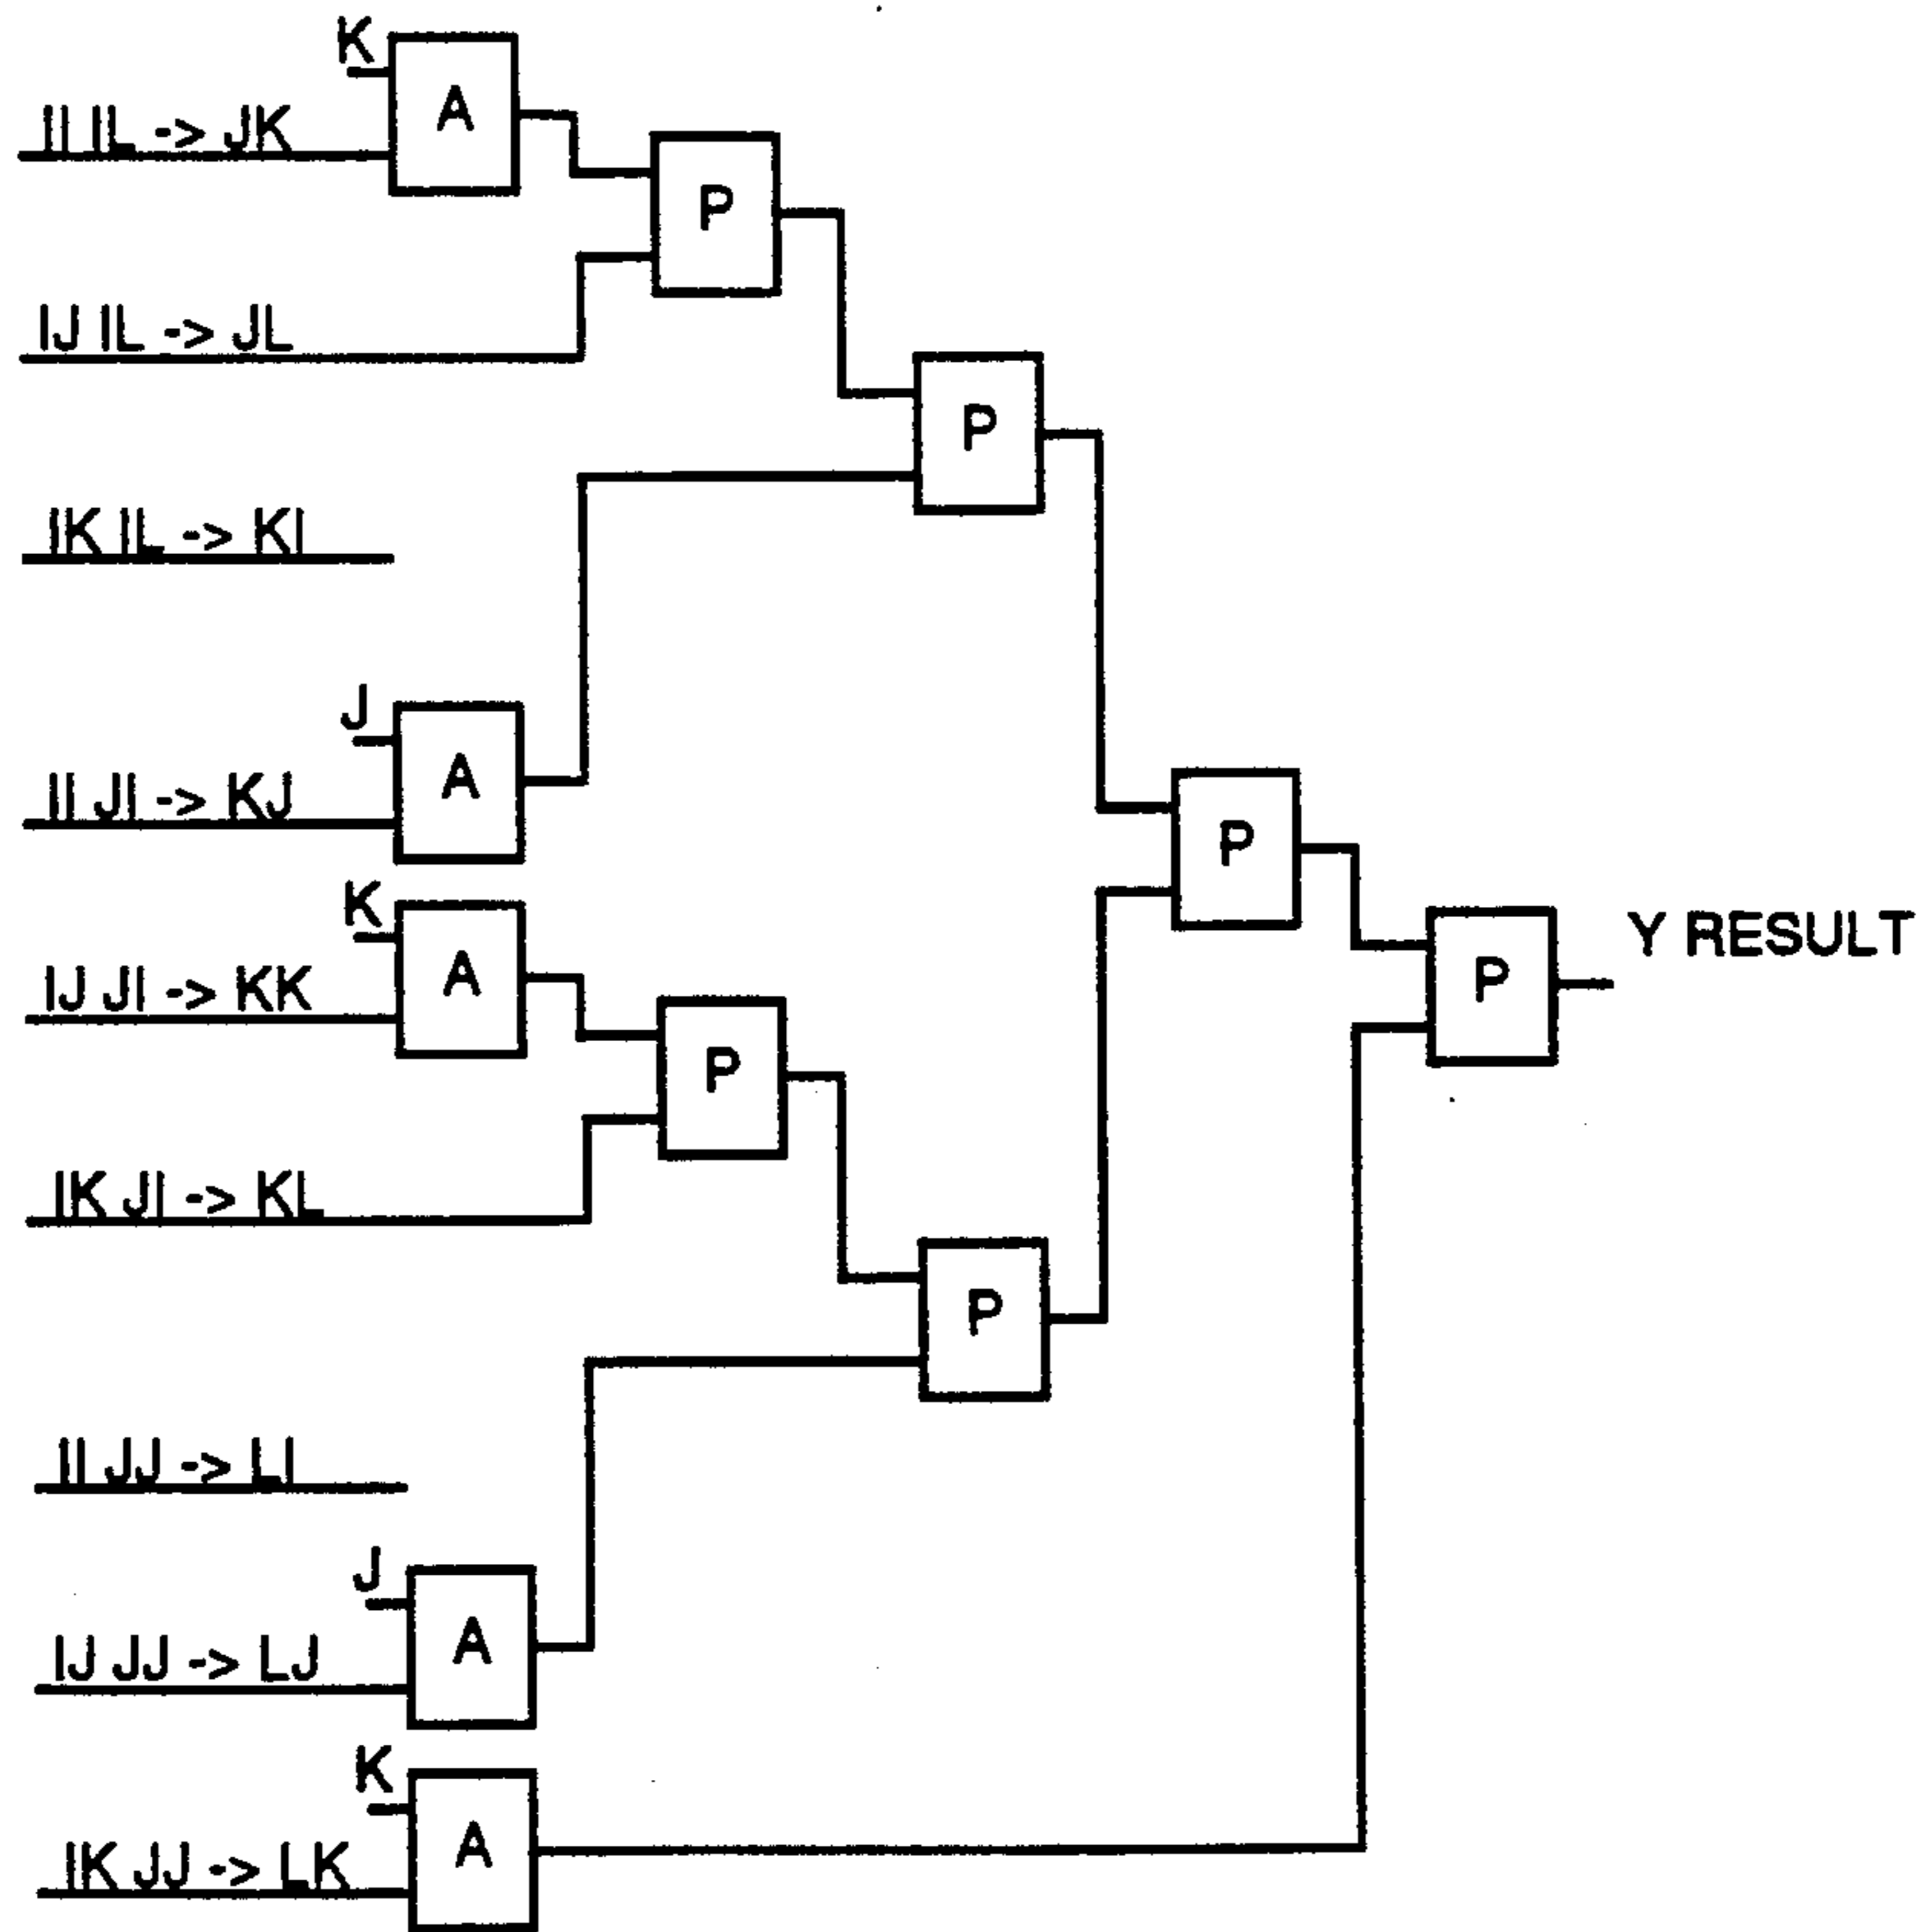 K
A
II IL -> JK
P
IJ IL -> JL
P
IK IL -> KI
J
A
II JI -> KJ
P
K
A
IJ JI -> KK
Y RESULT
P
P
IK JI -> KL
P
II JJ -> LI
J
A
IJ JJ -> LJ
K
A
IK JJ -> LK